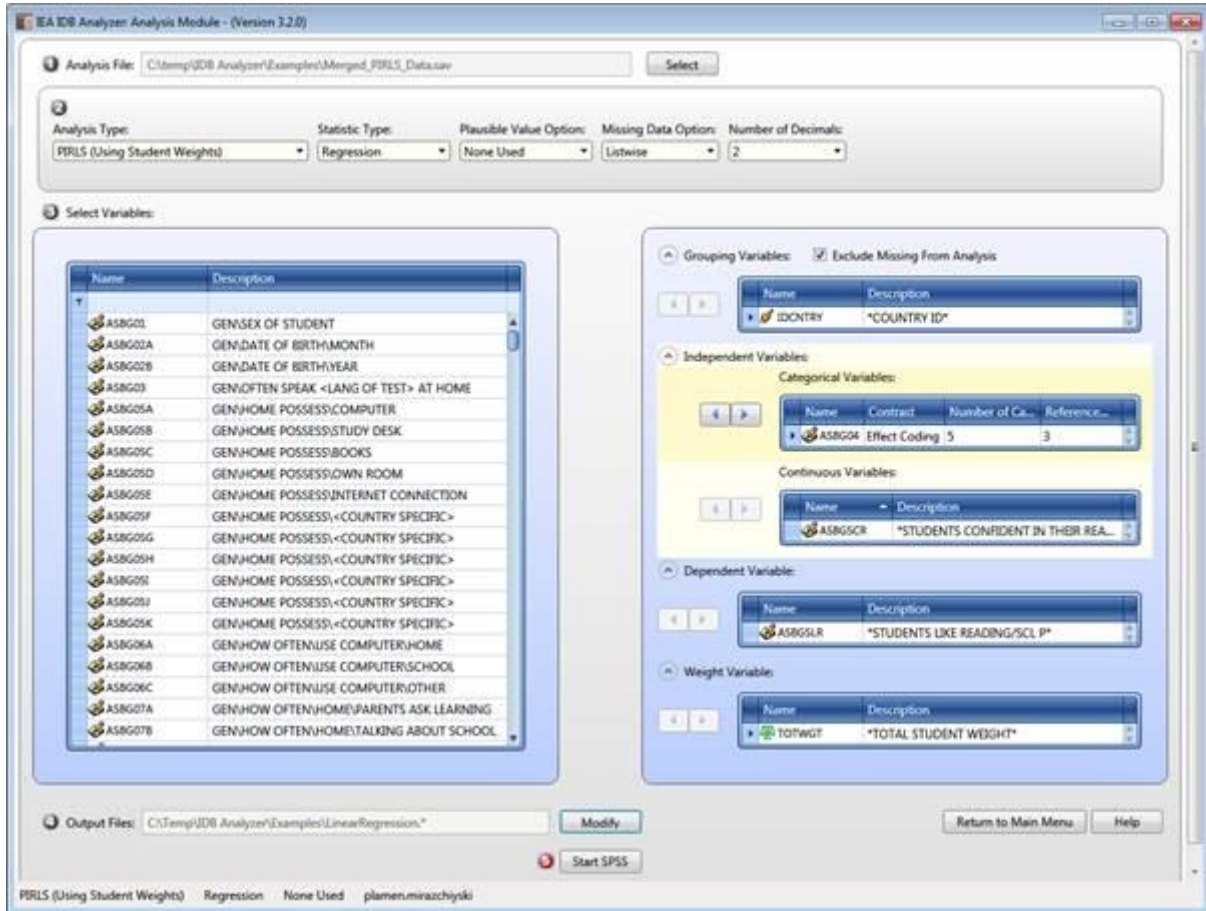 IEA IDB Analyzer: Analysis Module - (Version 3.2.0)
1 Analysis File: C:\temp\IDB Analyzer\Examples\Merged_PIRLS_Data.sav Select
2
Analysis Type: Statistic Type: Plausible Value Option: Missing Data Option: Number of Decimals:
PIRLS (Using Student Weights) Regression None Used Listwise 2
3 Select Variables:
Name Description
ASBG01 GEN\SEX OF STUDENT
ASBG02A GEN\DATE OF BIRTH\MONTH
ASBG02B GEN\DATE OF BIRTH\YEAR
ASBG03 GEN\OFTEN SPEAK <LANG OF TEST> AT HOME
ASBG05A GEN\HOME POSSESS\COMPUTER
ASBG05B GEN\HOME POSSESS\STUDY DESK
ASBG05C GEN\HOME POSSESS\BOOKS
ASBG05D GEN\HOME POSSESS\OWN ROOM
ASBG05E GEN\HOME POSSESS\INTERNET CONNECTION
ASBG05F GEN\HOME POSSESS\<COUNTRY SPECIFIC>
ASBG05G GEN\HOME POSSESS\<COUNTRY SPECIFIC>
ASBG05H GEN\HOME POSSESS\<COUNTRY SPECIFIC>
ASBG05I GEN\HOME POSSESS\<COUNTRY SPECIFIC>
ASBG05J GEN\HOME POSSESS\<COUNTRY SPECIFIC>
ASBG05K GEN\HOME POSSESS\<COUNTRY SPECIFIC>
ASBG06A GEN\HOW OFTEN\USE COMPUTER\HOME
ASBG06B GEN\HOW OFTEN\USE COMPUTER\SCHOOL
ASBG06C GEN\HOW OFTEN\USE COMPUTER\OTHER
ASBG07A GEN\HOW OFTEN\HOME\PARENTS ASK LEARNING
ASBG07B GEN\HOW OFTEN\HOME\TALKING ABOUT SCHOOL
Grouping Variables: Exclude Missing From Analysis
Name Description
IDCNTRY *COUNTRY ID*
Independent Variables:
Categorical Variables:
Name Contrast Number of Ca... Reference...
ASBG04 Effect Coding 5 3
Continuous Variables:
Name Description
ASBGSCR *STUDENTS CONFIDENT IN THEIR REA...
Dependent Variable:
Name Description
ASBGSLR *STUDENTS LIKE READING/SCL P*
Weight Variable:
Name Description
TOTWGT *TOTAL STUDENT WEIGHT*
Output Files: C:\Temp\IDB Analyzer\Examples\LinearRegression.* Modify Return to Main Menu Help
Start SPSS
PIRLS (Using Student Weights) Regression None Used plamen.mirazchiyski